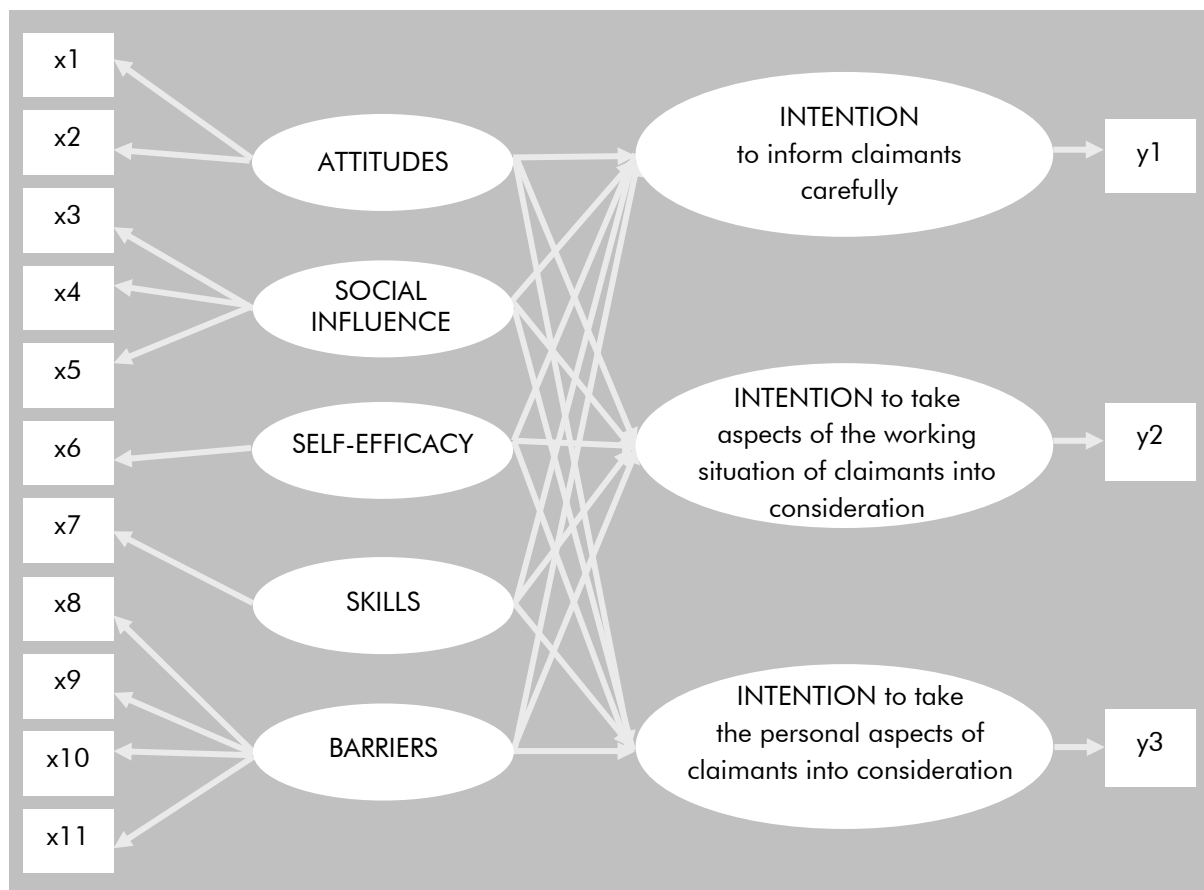 x1
x2
x3
x4
x5
x6
x7
x8
x9
x10
x11
ATTITUDES
SOCIAL
INFLUENCE
SELF-EFFICACY
SKILLS
BARRIERS
INTENTION
to inform claimants
carefully
INTENTION to take
aspects of the working
situation of claimants into
consideration
INTENTION to take
the personal aspects of
claimants into consideration
y1
y2
y3